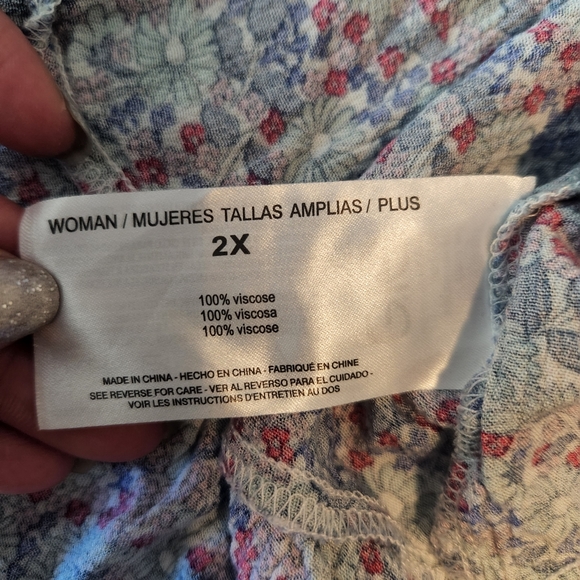 WOMAN / MUJERES TALLAS AMPLIAS / PLUS
2X
100% viscose
100% viscosa
100% viscose
MADE IN CHINA - HECHO EN CHINA - FABRIQUÉ EN CHINE
SEE REVERSE FOR CARE - VER AL REVERSO PARA EL CUIDADO -
VOIR LES INSTRUCTIONS D'ENTRETIEN AU DOS